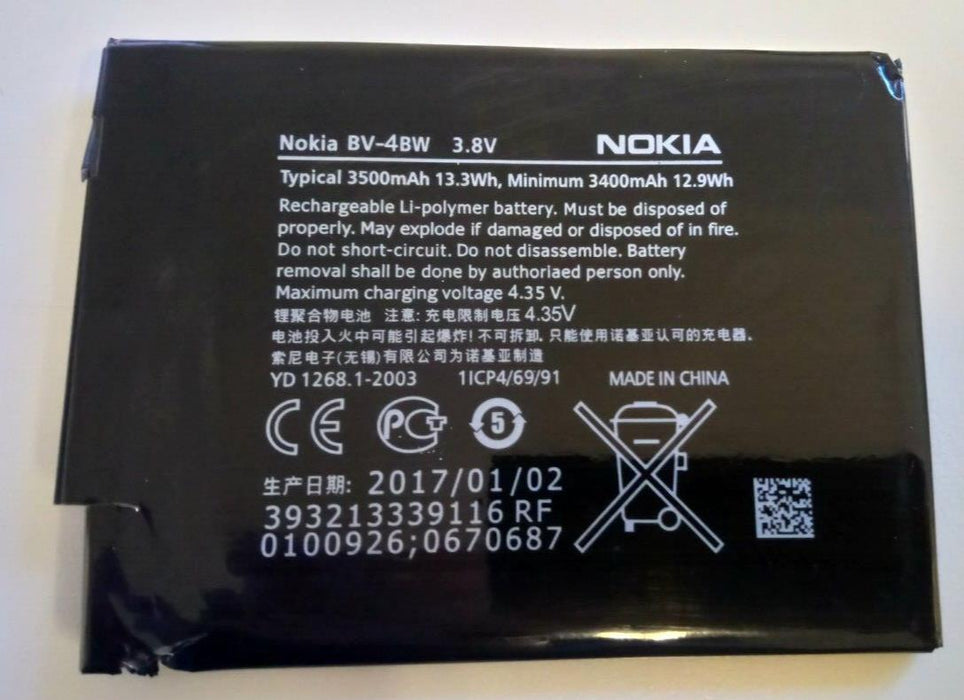 Nokia BV-4BW 3.8V NOKIA
Typical 3500mAh 13.3Wh, Minimum 3400mAh 12.9Wh
Rechargeable Li-polymer battery. Must be disposed of
properly. May explode if damaged or disposed of in fire.
Do not short-circuit. Do not disassemble. Battery
removal shall be done by authoriaed person only.
Maximum charging voltage 4.35 V.
锂聚合物电池 注意: 充电限制电压 4.35V
电池投入火中可能引起爆炸! 不可拆卸. 只能使用诺基亚认可的充电器.
索尼电子(无锡)有限公司为诺基亚制造
YD 1268.1-2003 1ICP4/69/91 MADE IN CHINA
CE PCT 5
生产日期: 2017/01/02
393213339116 RF
0100926;0670687